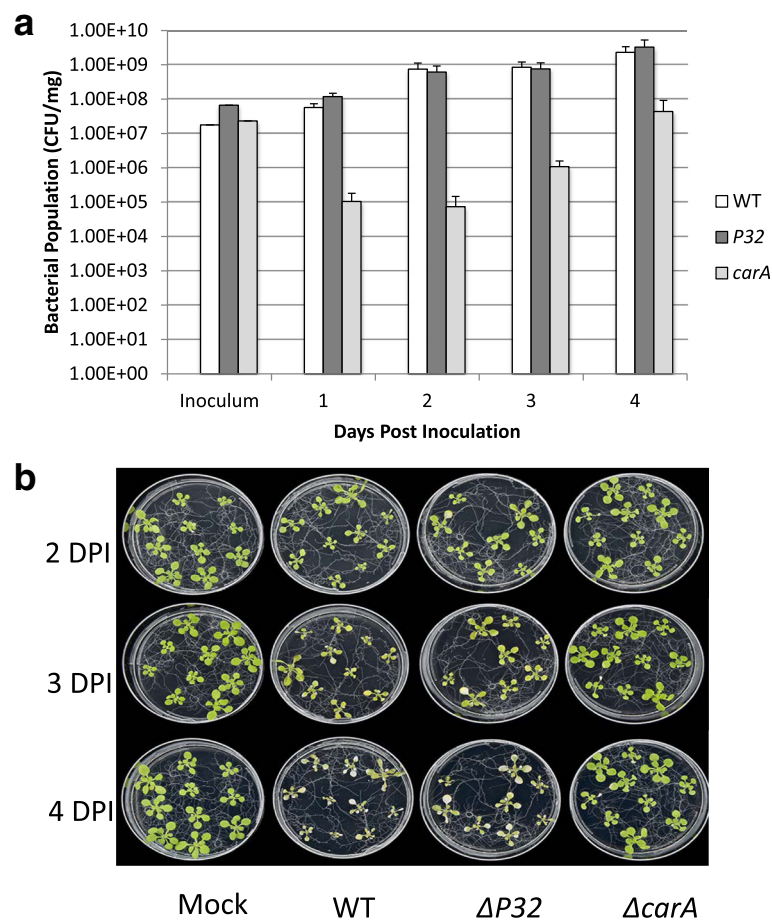 a
1.00E+10
1.00E+09
1.00E+08
1.00E+07
1.00E+06
1.00E+05
1.00E+04
1.00E+03
1.00E+02
1.00E+01
1.00E+00
Bacterial Population (CFU/mg)
Inoculum 1 2 3 4
Days Post Inoculation
WT
P32
carA
b
2 DPI
3 DPI
4 DPI
Mock WT ΔP32 ΔcarA